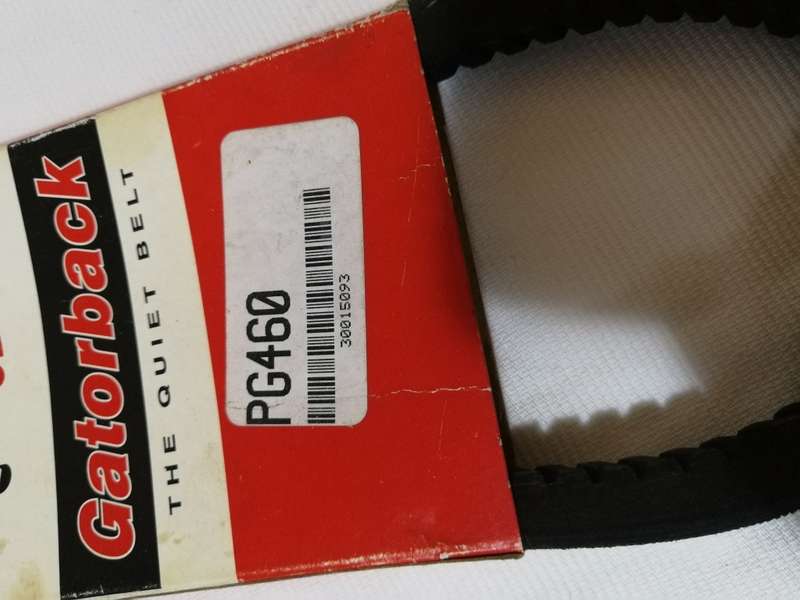 Gatorback
THE QUIET BELT
PG460
30015093